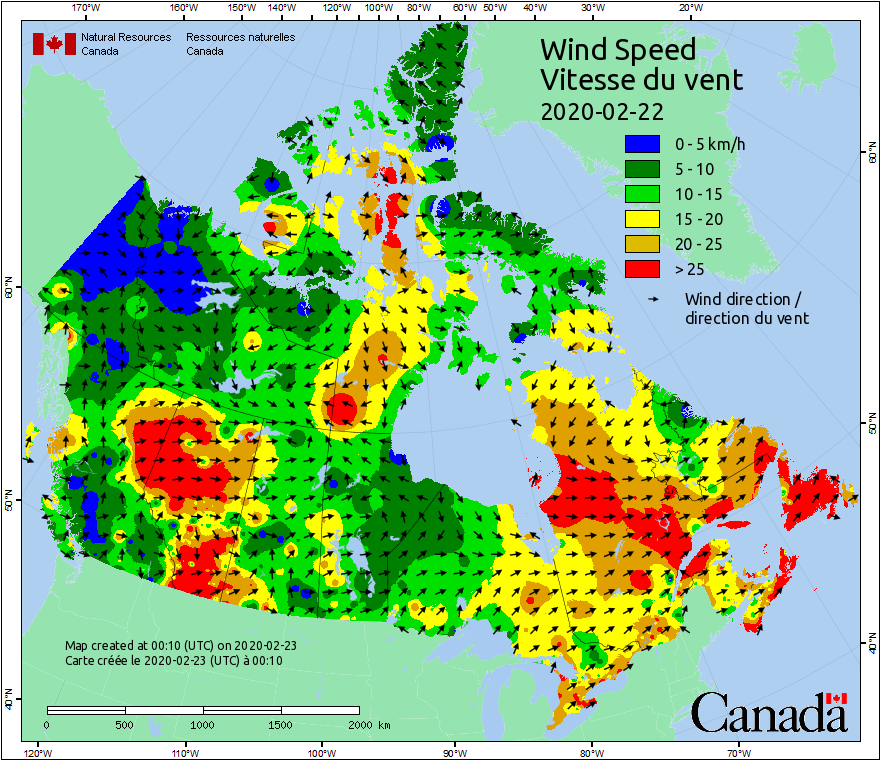 170°W 160°W 150°W 140°W 130°W 120°W 110°W 100°W 90°W 80°W 70°W 60°W 50°W 40°W 30°W 20°W
Natural Resources Canada
Ressources naturelles Canada
Wind Speed
Vitesse du vent
2020-02-22
0 - 5 km/h
5 - 10
10 - 15
15 - 20
20 - 25
> 25
Wind direction /
direction du vent
60°N
50°N
40°N
60°N
50°N
40°N
Map created at 00:10 (UTC) on 2020-02-23
Carte créée le 2020-02-23 (UTC) à 00:10
0 500 1000 1500 2000 km
Canada
120°W 110°W 100°W 90°W 80°W 70°W